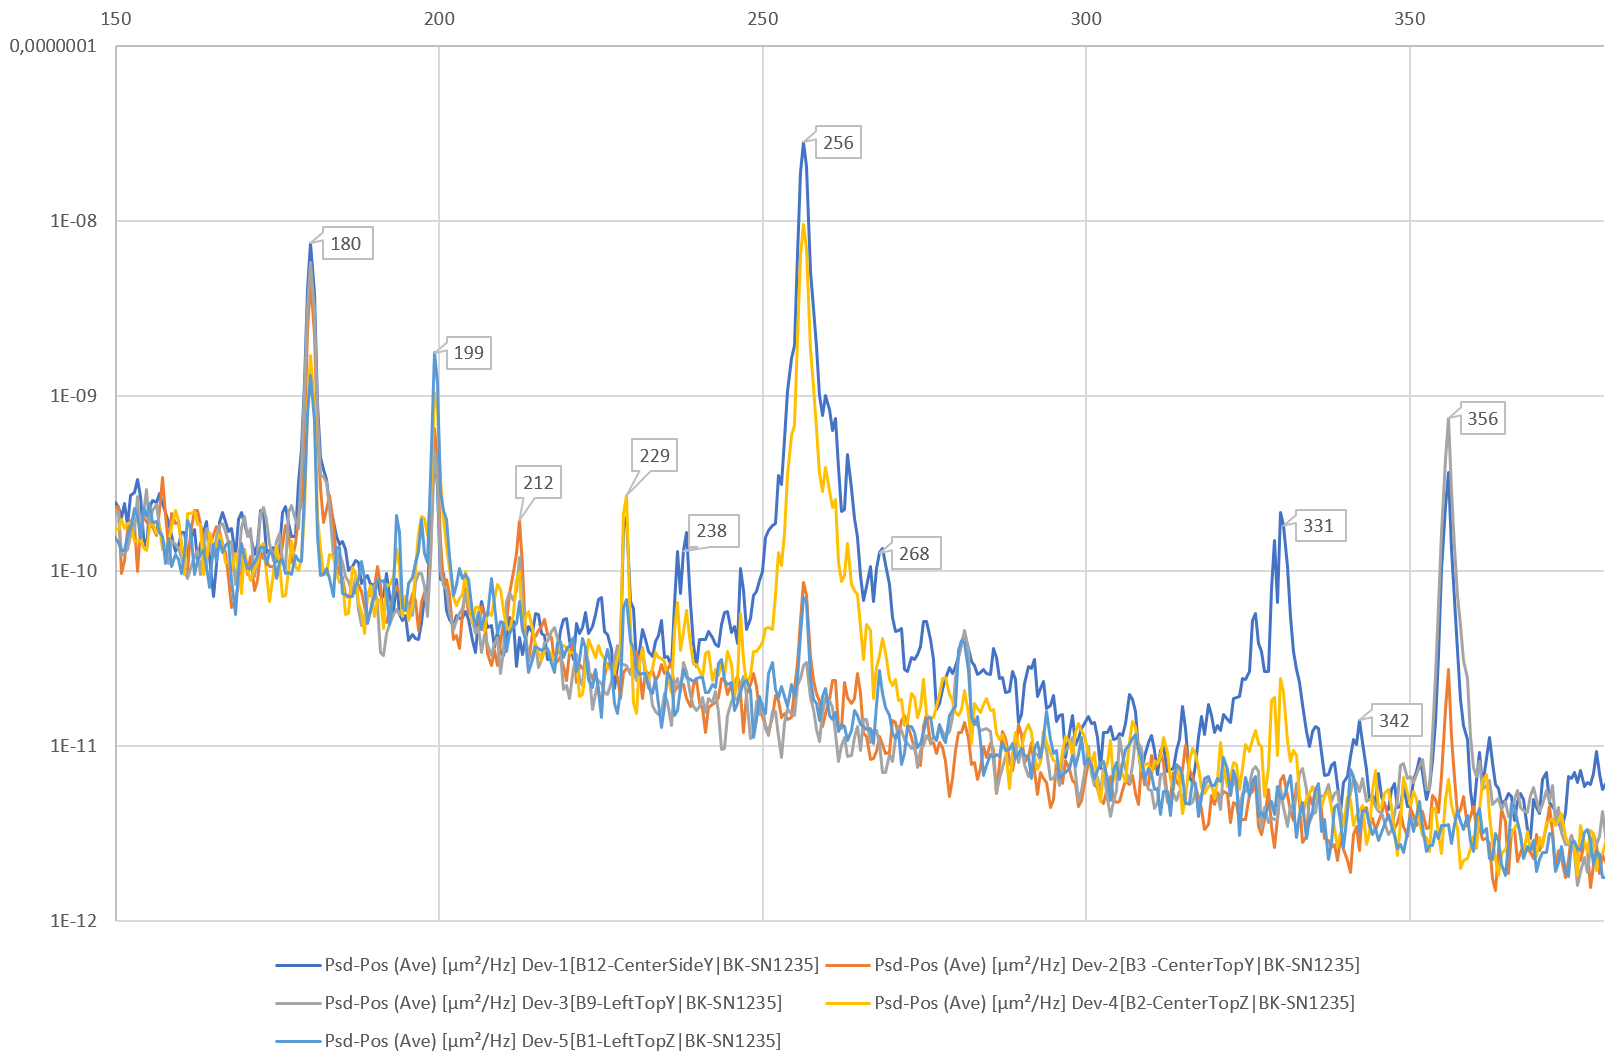 150 200 250 300 350
0,0000001
256
1E-08
180
199
1E-09
356
229
212
238
331
268
1E-10
342
1E-11
1E-12
Psd-Pos (Ave) [µm²/Hz] Dev-1[B12-CenterSideY|BK-SN1235] Psd-Pos (Ave) [µm²/Hz] Dev-2[B3 -CenterTopY|BK-SN1235]
Psd-Pos (Ave) [µm²/Hz] Dev-3[B9-LeftTopY|BK-SN1235] Psd-Pos (Ave) [µm²/Hz] Dev-4[B2-CenterTopZ|BK-SN1235]
Psd-Pos (Ave) [µm²/Hz] Dev-5[B1-LeftTopZ|BK-SN1235]